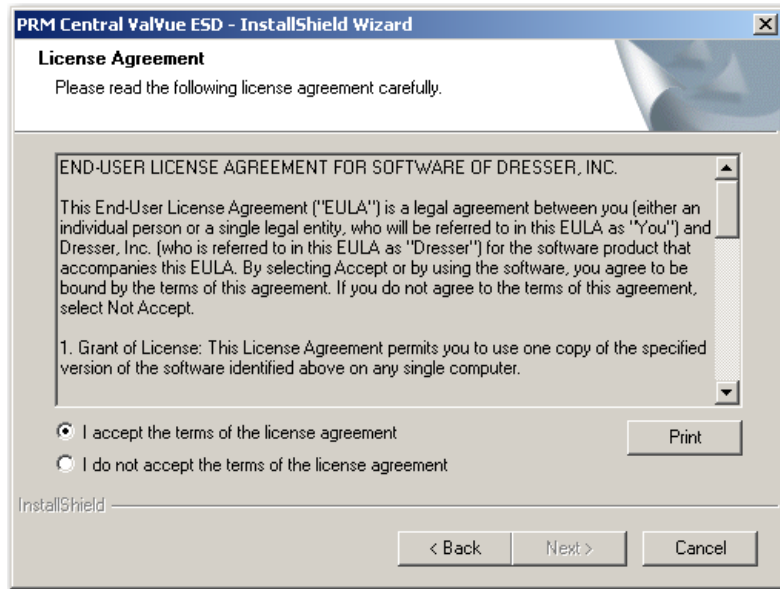 PRM Central ValVue ESD - InstallShield Wizard
License Agreement
Please read the following license agreement carefully.
END-USER LICENSE AGREEMENT FOR SOFTWARE OF DRESSER, INC.
This End-User License Agreement ("EULA") is a legal agreement between you (either an
individual person or a single legal entity, who will be referred to in this EULA as "You") and
Dresser, Inc. (who is referred to in this EULA as "Dresser") for the software product that
accompanies this EULA. By selecting Accept or by using the software, you agree to be
bound by the terms of this agreement. If you do not agree to the terms of this agreement,
select Not Accept.
1. Grant of License: This License Agreement permits you to use one copy of the specified
version of the software identified above on any single computer.
I accept the terms of the license agreement
Print
I do not accept the terms of the license agreement
InstallShield
< Back
Next >
Cancel